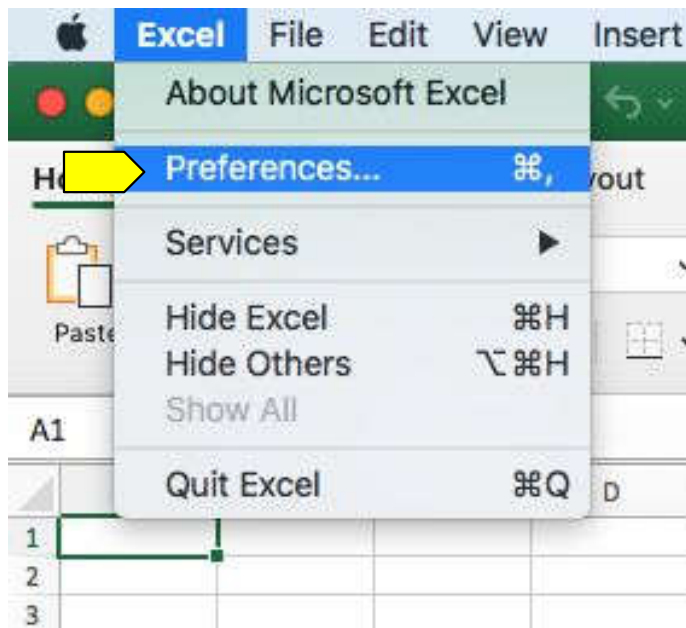 Excel File Edit View Insert
About Microsoft Excel
Preferences... ⌘,
Services ▶
Hide Excel ⌘H
Hide Others ⌥⌘H
Show All
Quit Excel ⌘Q
Paste
A1
D
1
2
3